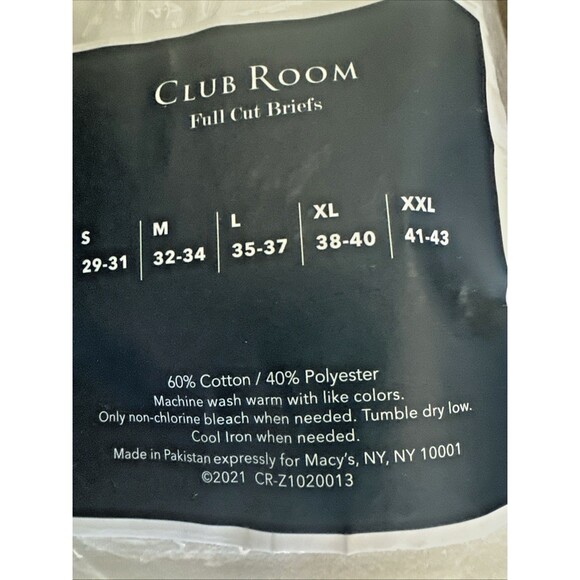 CLUB ROOM
Full Cut Briefs
S M L XL XXL
29-31 32-34 35-37 38-40 41-43
60% Cotton / 40% Polyester
Machine wash warm with like colors.
Only non-chlorine bleach when needed. Tumble dry low.
Cool Iron when needed.
Made in Pakistan expressly for Macy's, NY, NY 10001
©2021 CR-Z1020013